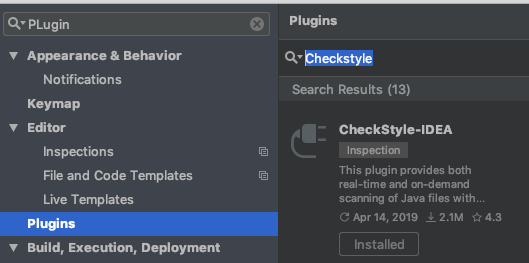 PLugin
Appearance & Behavior
Notifications
Keymap
Editor
Inspections
File and Code Templates
Live Templates
Plugins
Build, Execution, Deployment
Plugins
Checkstyle
Search Results (13)
CheckStyle-IDEA
Inspection
This plugin provides both
real-time and on-demand
scanning of Java files with...
Apr 14, 2019 2.1M 4.3
Installed